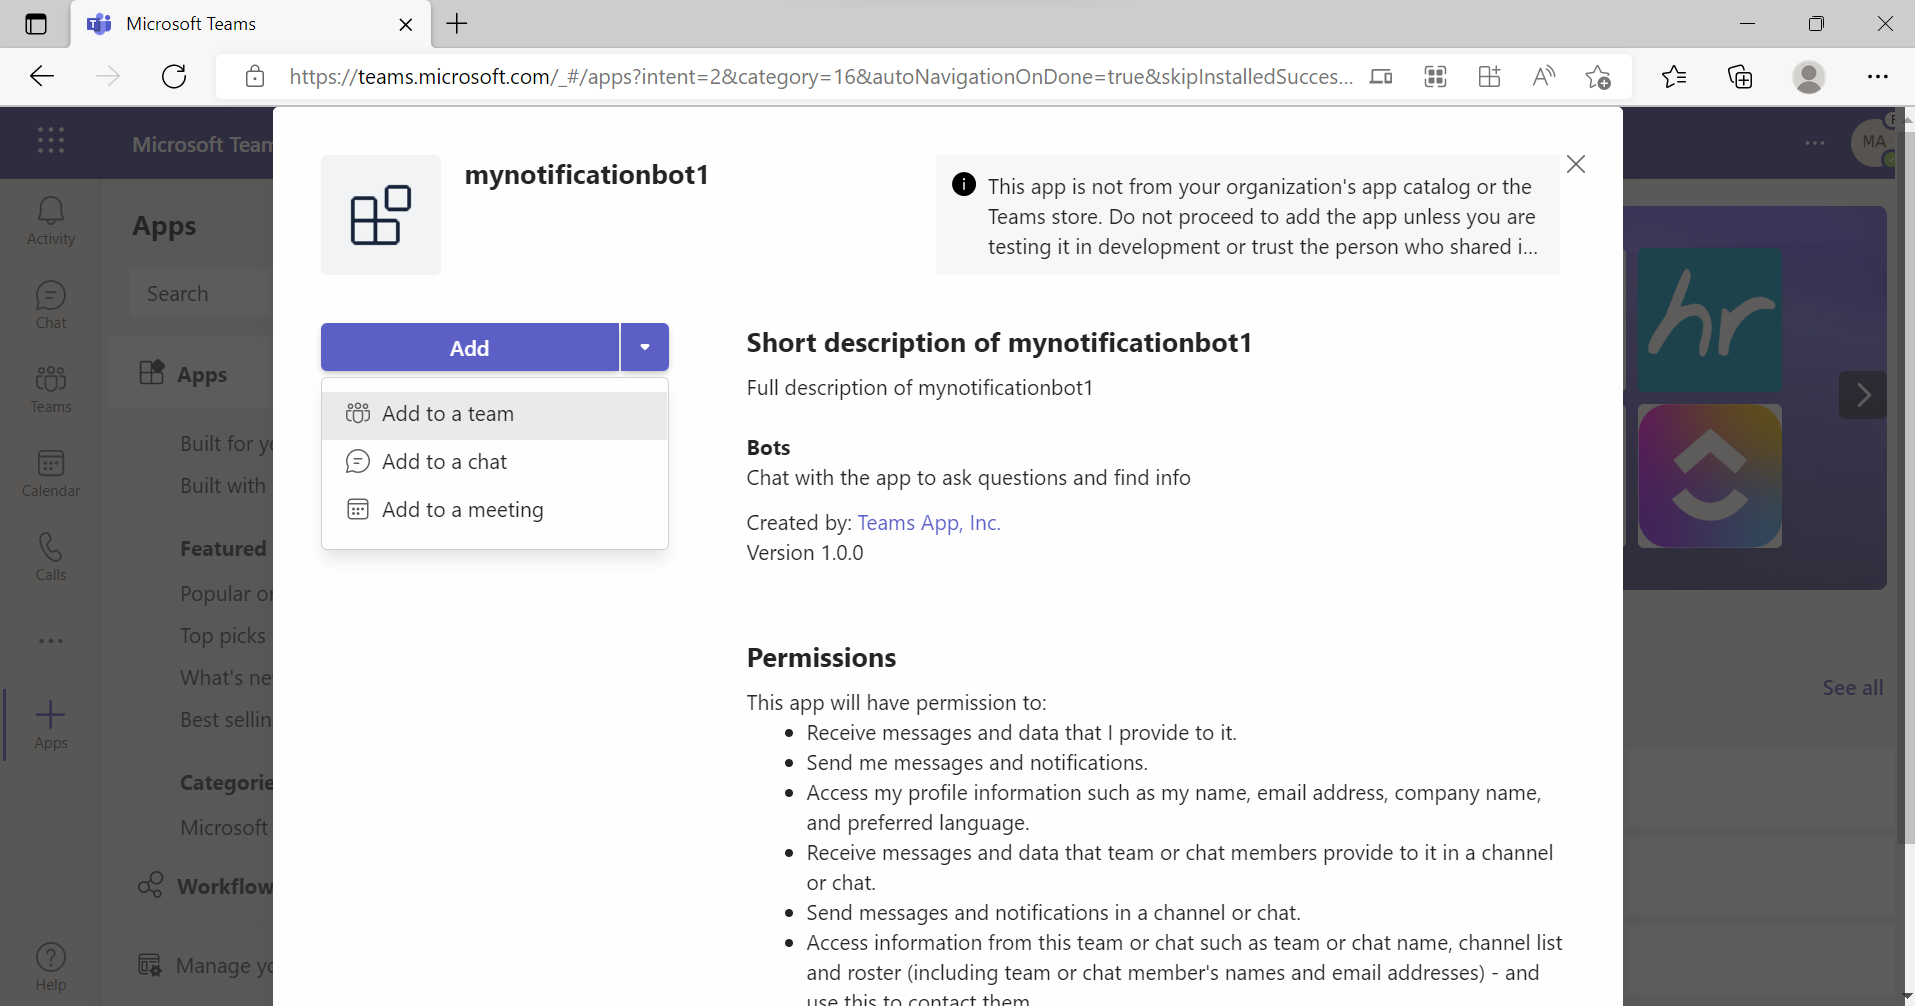 Microsoft Teams
https://teams.microsoft.com/_#/apps?intent=2&category=16&autoNavigationOnDone=true&skipInstalledSucces...
Microsoft Team
MA
Activity
Chat
Teams
Calendar
Calls
Apps
Help
Apps
Search
Apps
Built for yo
Built with
Featured
Popular or
Top picks
What's ne
Best sellin
Categorie
Microsoft
Workflow
Manage yo
mynotificationbot1
This app is not from your organization's app catalog or the
Teams store. Do not proceed to add the app unless you are
testing it in development or trust the person who shared i...
Add
Add to a team
Add to a chat
Add to a meeting
Short description of mynotificationbot1
Full description of mynotificationbot1
Bots
Chat with the app to ask questions and find info
Created by: Teams App, Inc.
Version 1.0.0
Permissions
This app will have permission to:
• Receive messages and data that I provide to it.
• Send me messages and notifications.
• Access my profile information such as my name, email address, company name,
and preferred language.
• Receive messages and data that team or chat members provide to it in a channel
or chat.
• Send messages and notifications in a channel or chat.
• Access information from this team or chat such as team or chat name, channel list
and roster (including team or chat member's names and email addresses) - and
use this to contact them.
hr
See all